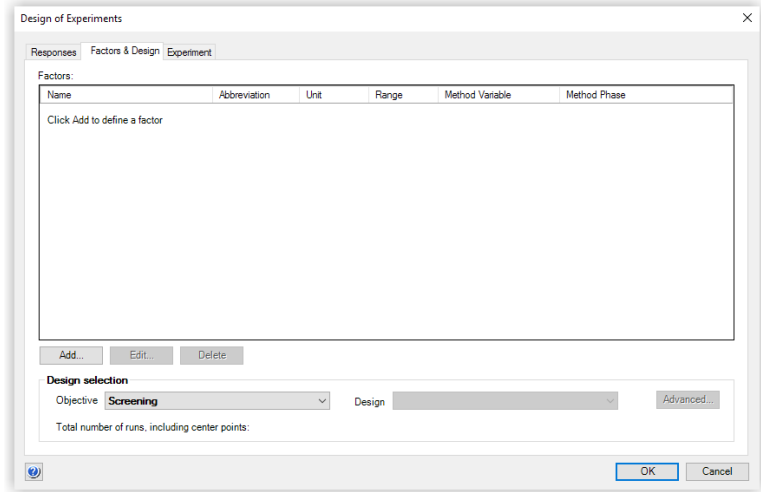 Design of Experiments
Responses Factors & Design Experiment
Factors:
Name Abbreviation Unit Range Method Variable Method Phase
Click Add to define a factor
Add... Edit... Delete
Design selection
Objective Screening Design Advanced...
Total number of runs, including center points:
OK Cancel